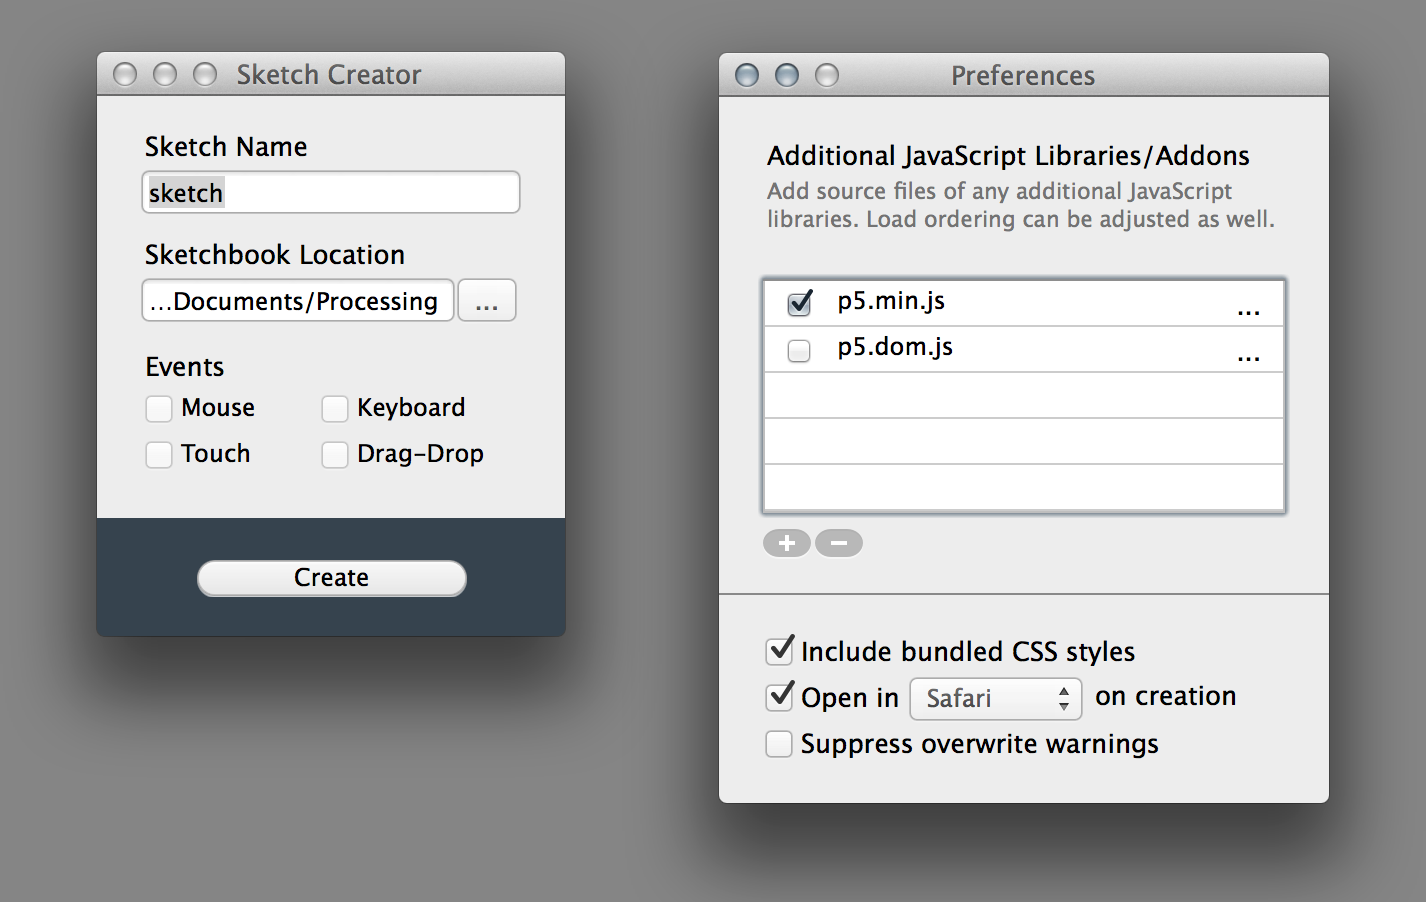 Sketch Creator
Sketch Name
sketch
Sketchbook Location
...Documents/Processing ...
Events
Mouse Keyboard
Touch Drag-Drop
Create
Preferences
Additional JavaScript Libraries/Addons
Add source files of any additional JavaScript
libraries. Load ordering can be adjusted as well.
p5.min.js ...
p5.dom.js ...
Include bundled CSS styles
Open in Safari on creation
Suppress overwrite warnings